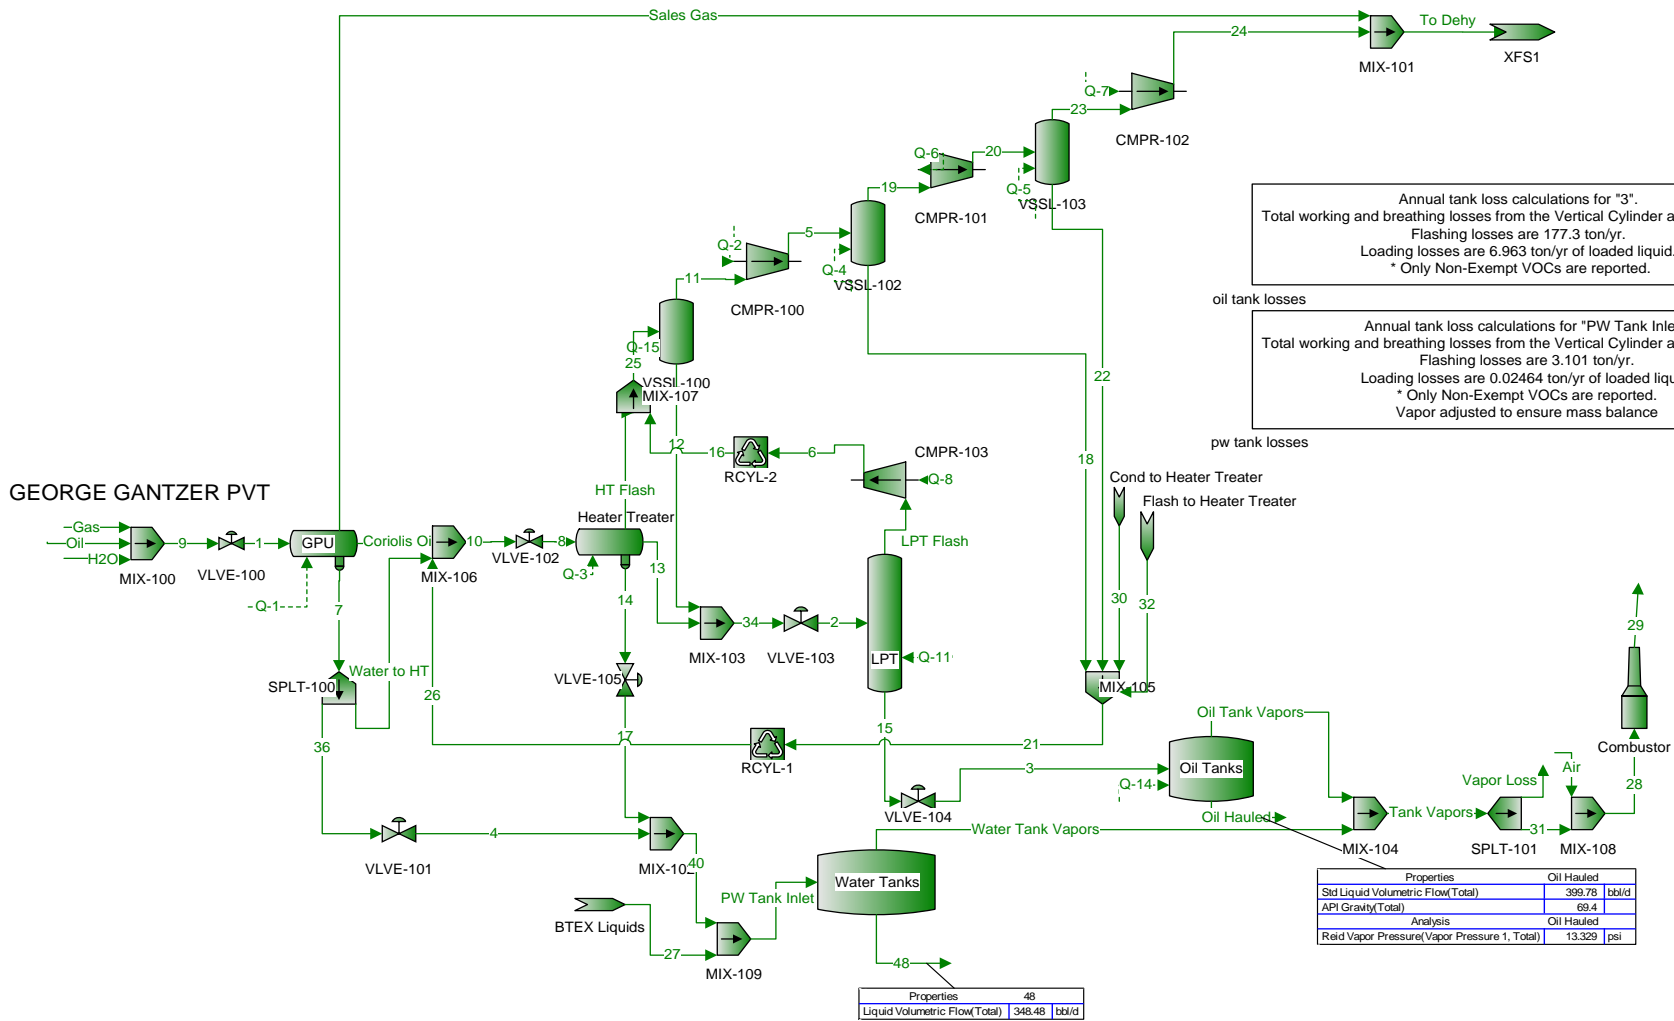 Sales Gas
24
To Dehy
MIX-101
XFS1
Q-7
23
CMPR-102
Q-6
20
19
Q-5
VSSL-103
CMPR-101
Q-2
5
Q-4
VSSL-102
11
CMPR-100
Annual tank loss calculations for "3".
Total working and breathing losses from the Vertical Cylinder a
Flashing losses are 177.3 ton/yr.
Loading losses are 6.963 ton/yr of loaded liquid.
* Only Non-Exempt VOCs are reported.
oil tank losses
Annual tank loss calculations for "PW Tank Inle
Total working and breathing losses from the Vertical Cylinder a
Flashing losses are 3.101 ton/yr.
Loading losses are 0.02464 ton/yr of loaded liqu
* Only Non-Exempt VOCs are reported.
Vapor adjusted to ensure mass balance
pw tank losses
Q-15
25
VSSL-100
MIX-107
22
12
16
6
RCYL-2
CMPR-103
Q-8
18
Cond to Heater Treater
Flash to Heater Treater
GEORGE GANTZER PVT
HT Flash
LPT Flash
Gas
Oil
H2O
9
1
MIX-100
VLVE-100
GPU
Coriolis Oi
10
8
MIX-106
VLVE-102
Heater Treater
Q-3
13
Q-1
7
14
30
32
34
2
MIX-103
VLVE-103
LPT
Q-11
Water to HT
SPLT-100
26
VLVE-105
MIX-105
36
17
15
21
RCYL-1
3
Oil Tank Vapors
Oil Tanks
Q-14
Oil Hauled
VLVE-104
29
Combustor
28
Vapor Loss
Air
Tank Vapors
31
MIX-104
SPLT-101
MIX-108
4
VLVE-101
MIX-102
40
Water Tank Vapors
PW Tank Inlet
Water Tanks
BTEX Liquids
27
MIX-109
48
Properties Oil Hauled
Std Liquid Volumetric Flow(Total) 399.78 bbl/d
API Gravity(Total) 69.4
Analysis Oil Hauled
Reid Vapor Pressure(Vapor Pressure 1, Total) 13.329 psi
Properties 48
Liquid Volumetric Flow(Total) 348.48 bbl/d